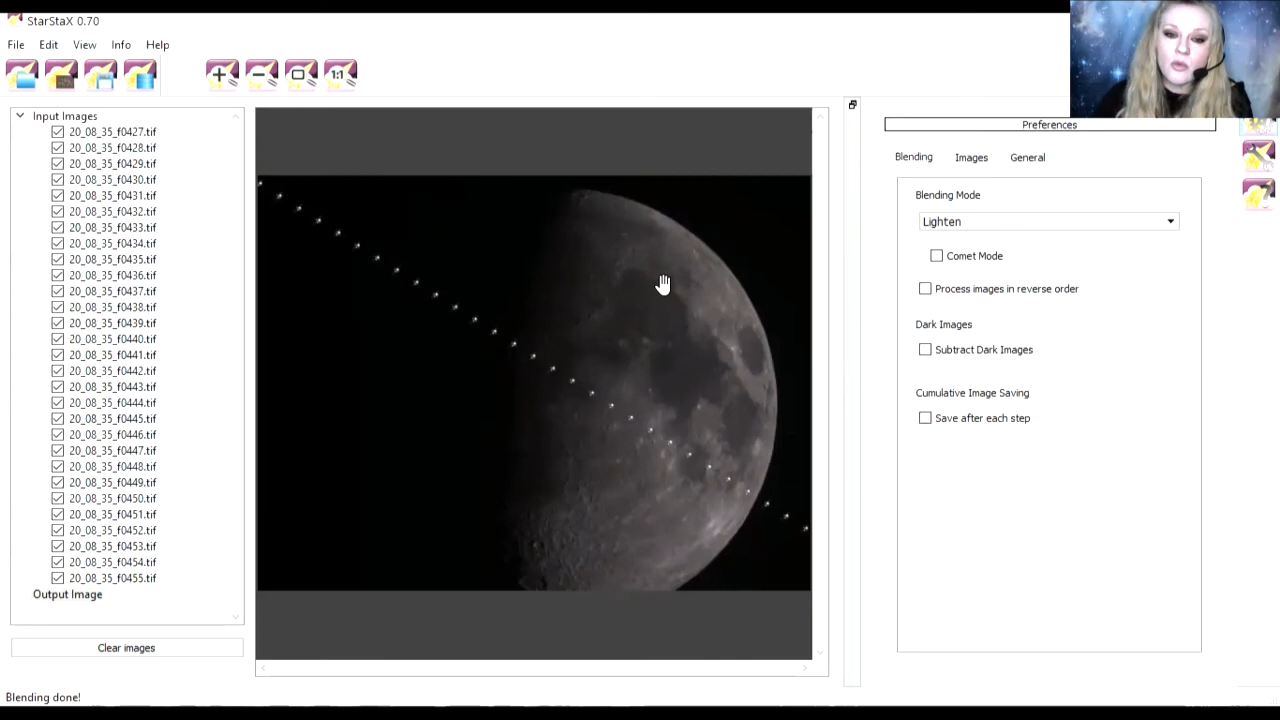 StarStaX 0.70
File Edit View Info Help
1:1
Input Images
20_08_35_f0427.tif
20_08_35_f0428.tif
20_08_35_f0429.tif
20_08_35_f0430.tif
20_08_35_f0431.tif
20_08_35_f0432.tif
20_08_35_f0433.tif
20_08_35_f0434.tif
20_08_35_f0435.tif
20_08_35_f0436.tif
20_08_35_f0437.tif
20_08_35_f0438.tif
20_08_35_f0439.tif
20_08_35_f0440.tif
20_08_35_f0441.tif
20_08_35_f0442.tif
20_08_35_f0443.tif
20_08_35_f0444.tif
20_08_35_f0445.tif
20_08_35_f0446.tif
20_08_35_f0447.tif
20_08_35_f0448.tif
20_08_35_f0449.tif
20_08_35_f0450.tif
20_08_35_f0451.tif
20_08_35_f0452.tif
20_08_35_f0453.tif
20_08_35_f0454.tif
20_08_35_f0455.tif
Output Image
Clear images
Blending done!
Preferences
Blending Images General
Blending Mode
Lighten
Comet Mode
Process images in reverse order
Dark Images
Subtract Dark Images
Cumulative Image Saving
Save after each step